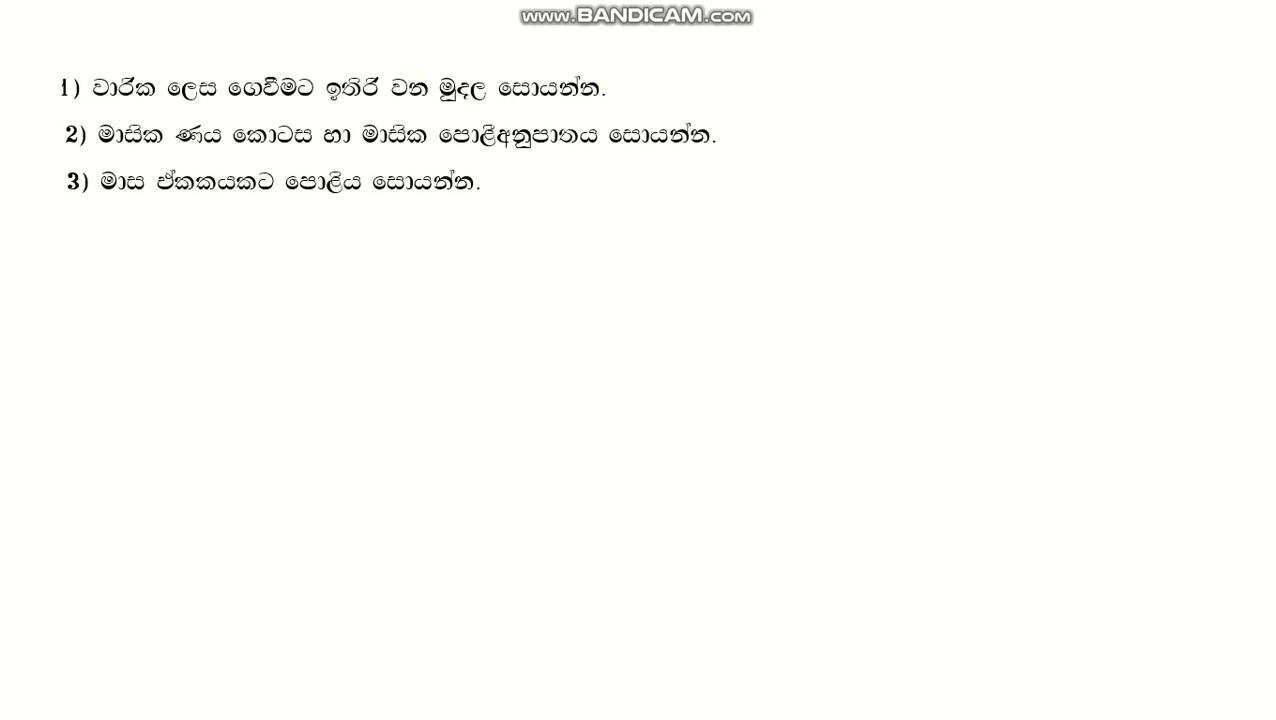 www.BANDICAM.com
1) වාරික ලෙස ගෙවීමට ඉතිරි වන මුදල සොයන්න.
2) මාසික ණය කොටස හා මාසික පොළීඅනුපාතය සොයන්න.
3) මාස ඒකකයකට පොළිය සොයන්න.